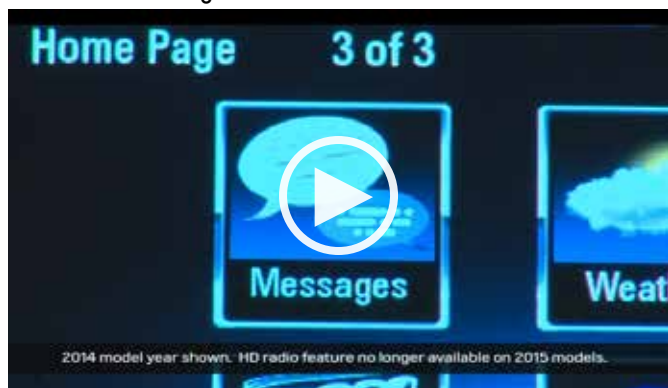 Home Page 3 of 3
Messages
Weat
2014 model year shown. HD radio feature no longer available on 2015 models.